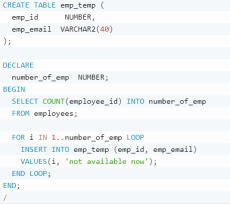 CREATE TABLE emp_temp (
  emp_id      NUMBER,
  emp_email  VARCHAR2(40)
);

DECLARE
  number_of_emp  NUMBER;
BEGIN
  SELECT COUNT(employee_id) INTO number_of_emp
  FROM employees;

  FOR i IN 1..number_of_emp LOOP
    INSERT INTO emp_temp (emp_id, emp_email)
    VALUES(i, 'not available now');
  END LOOP;
END;
/